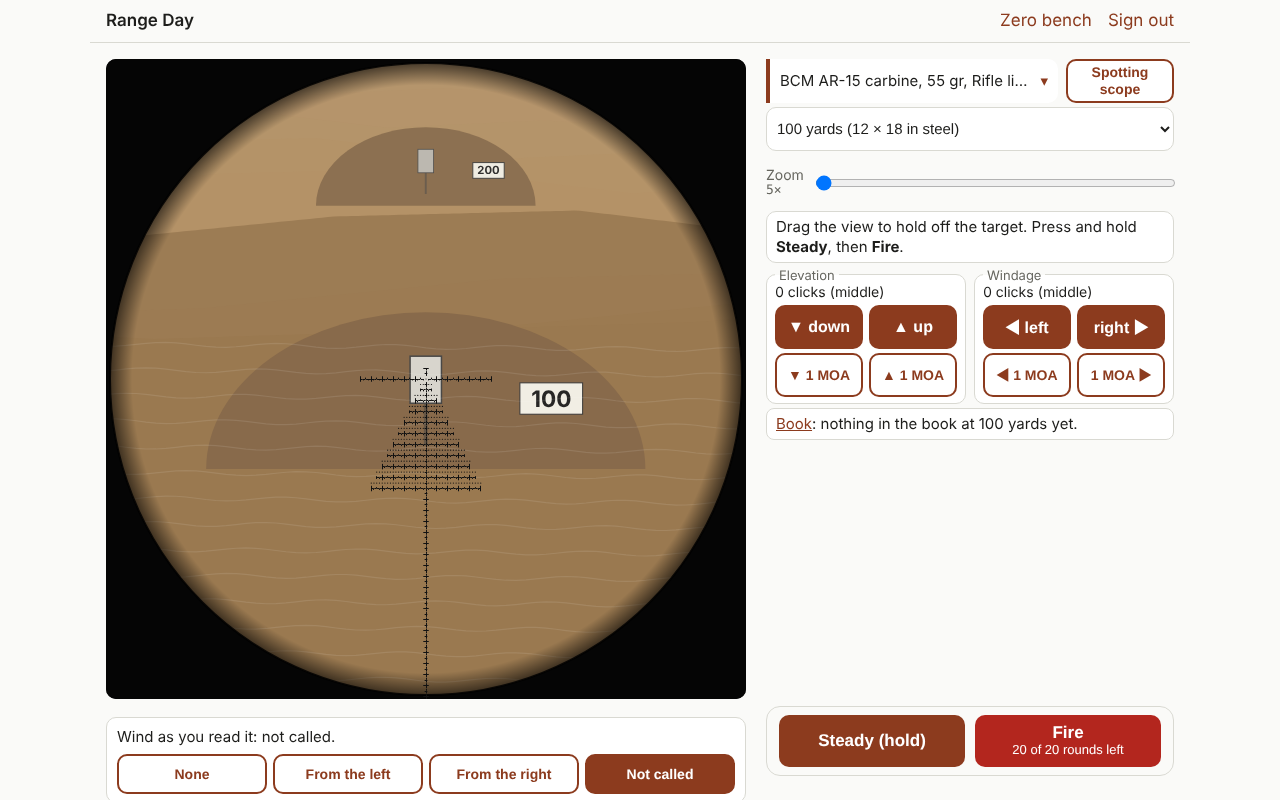 Range Day
Zero bench
Sign out
200
100
BCM AR-15 carbine, 55 gr, Rifle li... ▼
Spotting
scope
100 yards (12 × 18 in steel)
Zoom
5×
Drag the view to hold off the target. Press and hold
Steady, then Fire.
Elevation
0 clicks (middle)
▼ down
▲ up
▼ 1 MOA
▲ 1 MOA
Windage
0 clicks (middle)
◀ left
right ▶
◀ 1 MOA
1 MOA ▶
Book: nothing in the book at 100 yards yet.
Wind as you read it: not called.
None
From the left
From the right
Not called
Steady (hold)
Fire
20 of 20 rounds left